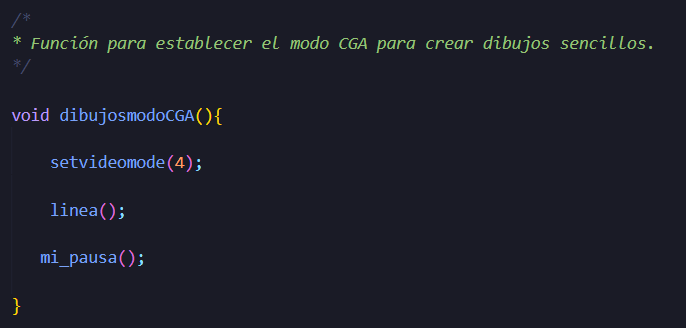 /*
* Función para establecer el modo CGA para crear dibujos sencillos.
*/
void dibujosmodoCGA(){
setvideomode(4);
linea();
mi_pausa();
}